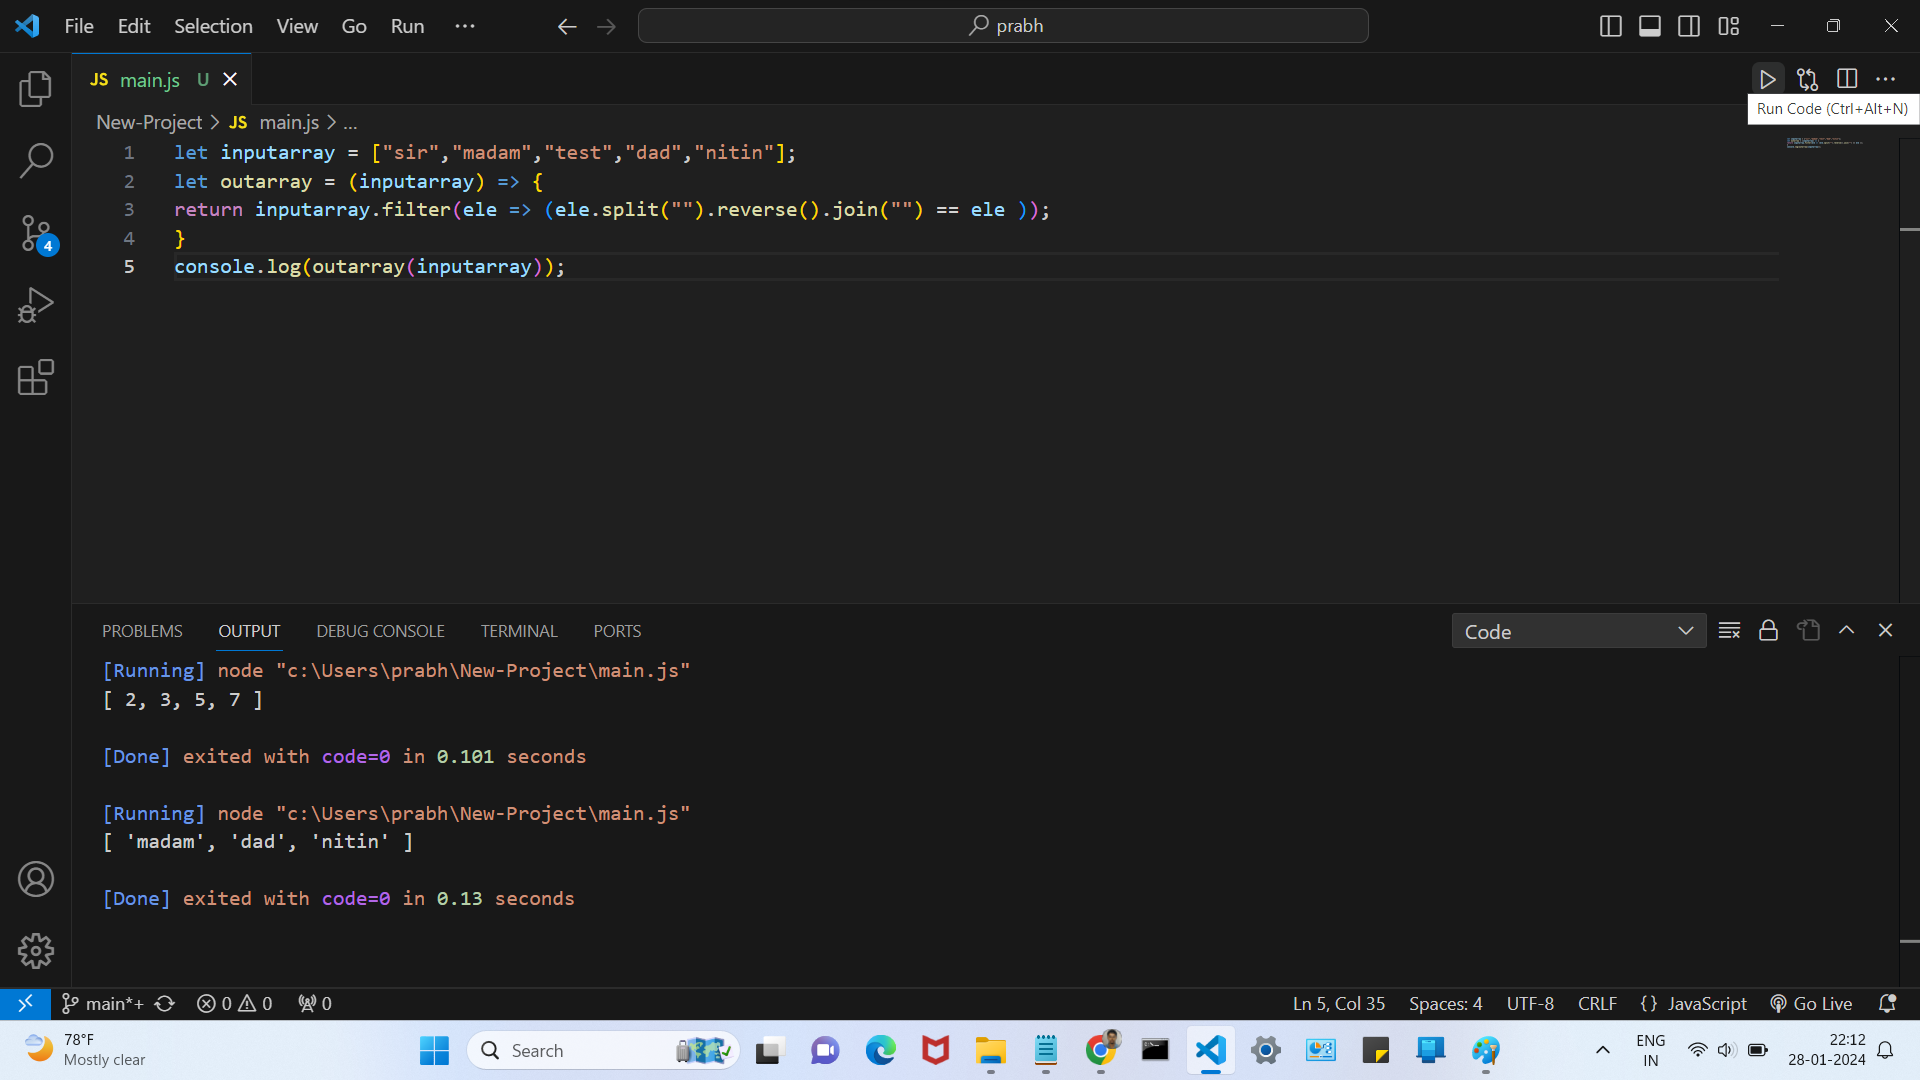 File Edit Selection View Go Run ··· prabh
JS main.js U
Run Code (Ctrl+Alt+N)
New-Project > JS main.js > ...
1 let inputarray = ["sir","madam","test","dad","nitin"];
2 let outarray = (inputarray) => {
3 return inputarray.filter(ele => (ele.split("").reverse().join("") == ele ));
4 }
5 console.log(outarray(inputarray));
4
PROBLEMS OUTPUT DEBUG CONSOLE TERMINAL PORTS Code
[Running] node "c:\Users\prabh\New-Project\main.js"
[ 2, 3, 5, 7 ]
[Done] exited with code=0 in 0.101 seconds
[Running] node "c:\Users\prabh\New-Project\main.js"
[ 'madam', 'dad', 'nitin' ]
[Done] exited with code=0 in 0.13 seconds
main*+ 0 0 0 Ln 5, Col 35 Spaces: 4 UTF-8 CRLF {} JavaScript Go Live
78°F
Mostly clear
Search
ENG
IN
22:12
28-01-2024